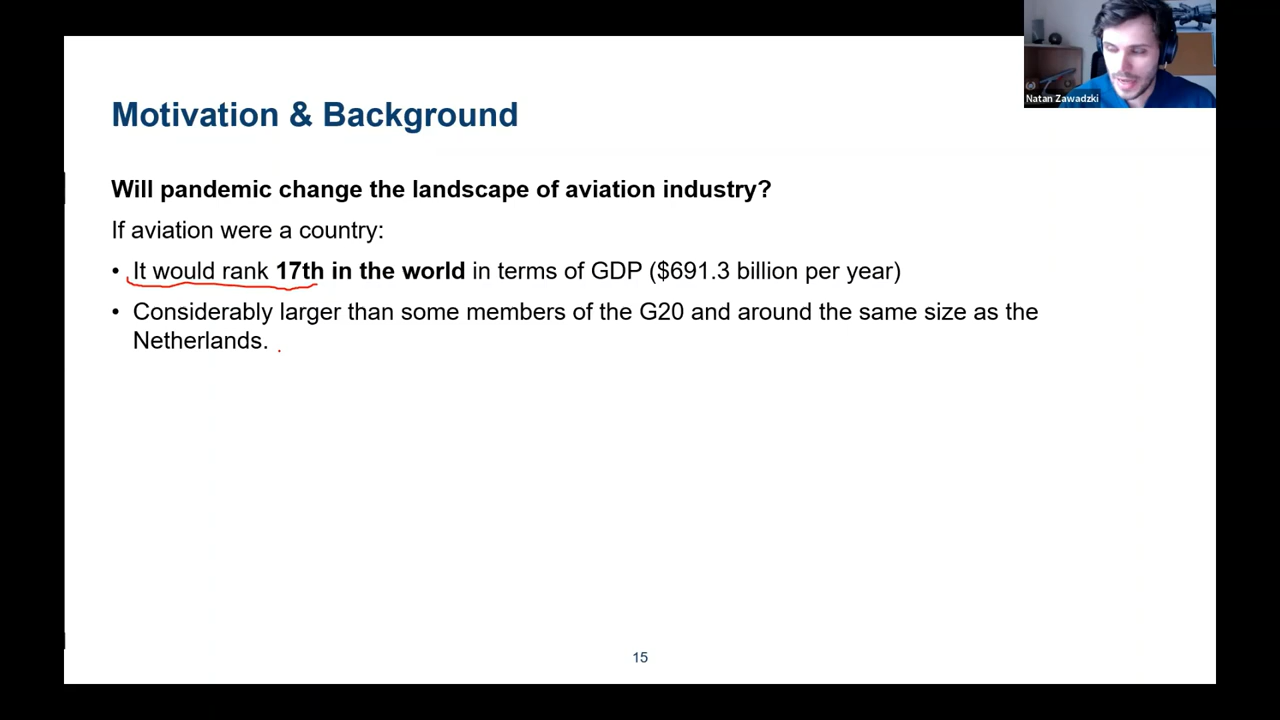 Motivation & Background
Natan Zawadzki
Will pandemic change the landscape of aviation industry?
If aviation were a country:
• It would rank 17th in the world in terms of GDP ($691.3 billion per year)
• Considerably larger than some members of the G20 and around the same size as the
Netherlands.
15